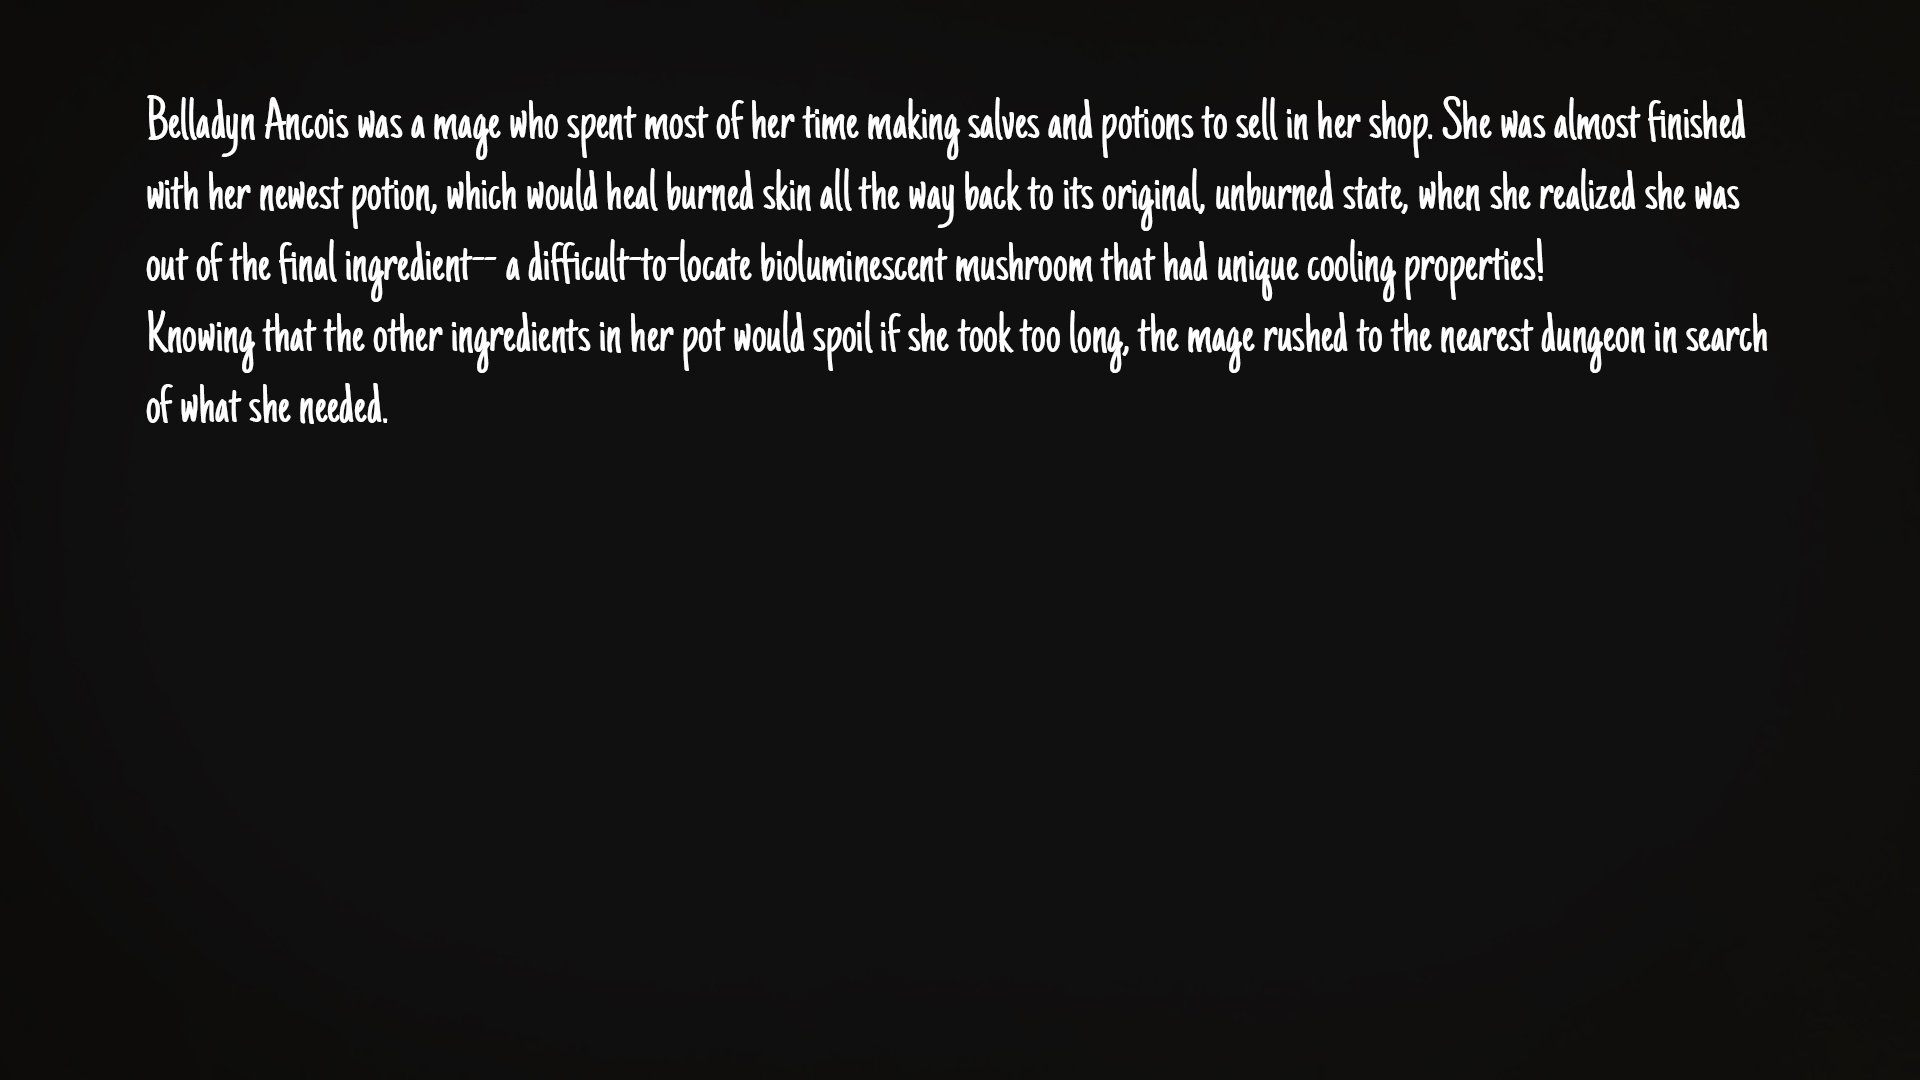 Belladyn Ancois was a mage who spent most of her time making salves and potions to sell in her shop. She was almost finished
with her newest potion, which would heal burned skin all the way back to its original, unburned state, when she realized she was
out of the final ingredient-- a difficult-to-locate bioluminescent mushroom that had unique cooling properties!
Knowing that the other ingredients in her pot would spoil if she took too long, the mage rushed to the nearest dungeon in search
of what she needed.